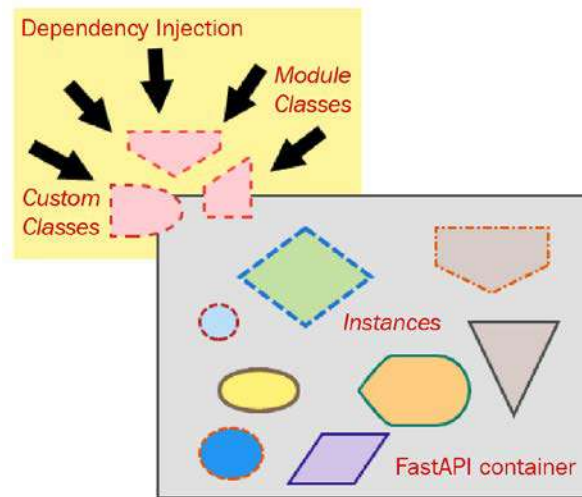 Dependency Injection
Module
Classes
Custom
Classes
Instances
FastAPI container